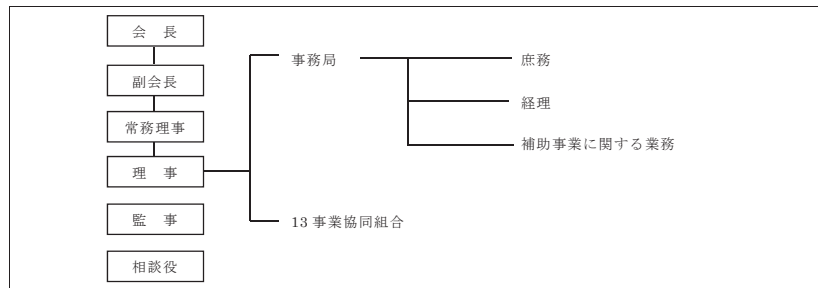 会 長
副会長
常務理事
理 事
監 事
相談役
事務局
13 事業協同組合
庶務
経理
補助事業に関する業務